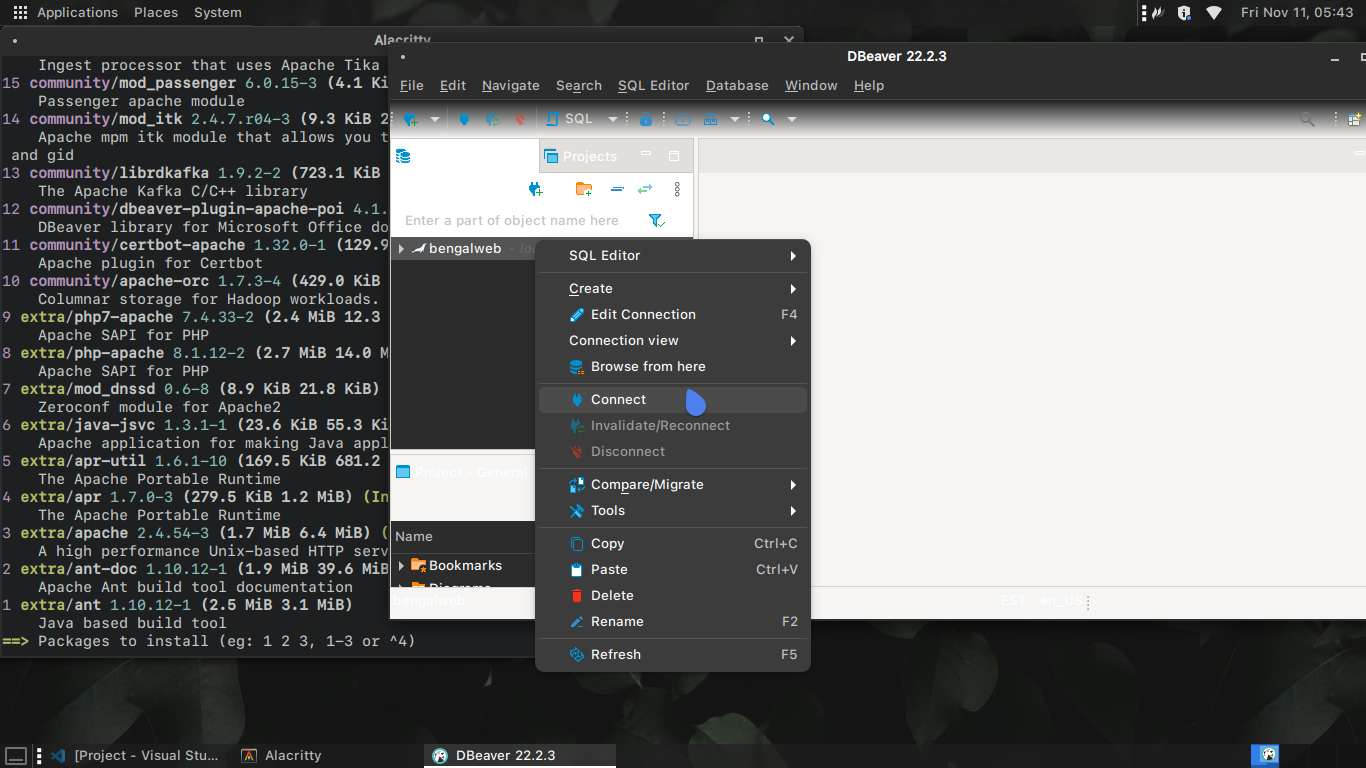 Applications Places System
Fri Nov 11, 05:43
Alacritty
Ingest processor that uses Apache Tika
15 community/mod_passenger 6.0.15-3 (4.1 Ki
Passenger apache module
14 community/mod_itk 2.4.7.r04-3 (9.3 KiB 2
Apache mpm itk module that allows you t
and gid
13 community/librdkafka 1.9.2-2 (723.1 KiB
The Apache Kafka C/C++ library
12 community/dbeaver-plugin-apache-poi 4.1.
DBeaver library for Microsoft Office do
11 community/certbot-apache 1.32.0-1 (129.9
Apache plugin for Certbot
10 community/apache-orc 1.7.3-4 (429.0 KiB
Columnar storage for Hadoop workloads.
9 extra/php7-apache 7.4.33-2 (2.4 MiB 12.3
Apache SAPI for PHP
8 extra/php-apache 8.1.12-2 (2.7 MiB 14.0 M
Apache SAPI for PHP
7 extra/mod_dnssd 0.6-8 (8.9 KiB 21.8 KiB)
Zeroconf module for Apache2
6 extra/java-jsvc 1.3.1-1 (23.6 KiB 55.3 Ki
Apache application for making Java appl
5 extra/apr-util 1.6.1-10 (169.5 KiB 681.2
The Apache Portable Runtime
4 extra/apr 1.7.0-3 (279.5 KiB 1.2 MiB) (In
The Apache Portable Runtime
3 extra/apache 2.4.54-3 (1.7 MiB 6.4 MiB) (
A high performance Unix-based HTTP serv
2 extra/ant-doc 1.10.12-1 (1.9 MiB 39.6 MiB
Apache Ant build tool documentation
1 extra/ant 1.10.12-1 (2.5 MiB 3.1 MiB)
Java based build tool
==> Packages to install (eg: 1 2 3, 1-3 or ^4)
DBeaver 22.2.3
File Edit Navigate Search SQL Editor Database Window Help
SQL
Projects
Enter a part of object name here
bengalweb - lo
Project - General
Name
Bookmarks
Diagrams
bengalweb
EST en_US
SQL Editor
Create
Edit Connection F4
Connection view
Browse from here
Connect
Invalidate/Reconnect
Disconnect
Compare/Migrate
Tools
Copy Ctrl+C
Paste Ctrl+V
Delete
Rename F2
Refresh F5
[Project - Visual Stu...
Alacritty
DBeaver 22.2.3